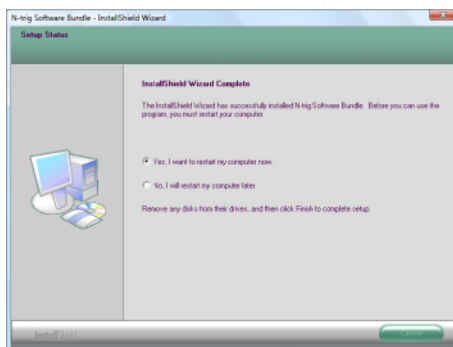 N-trig Software Bundle - InstallShield Wizard
Setup Status
InstallShield Wizard Complete
The InstallShield Wizard has successfully installed N-trig Software Bundle. Before you can use the
program, you must restart your computer.
Yes, I want to restart my computer now.
No, I will restart my computer later.
Remove any disks from their drives, and then click Finish to complete setup.
InstallShield